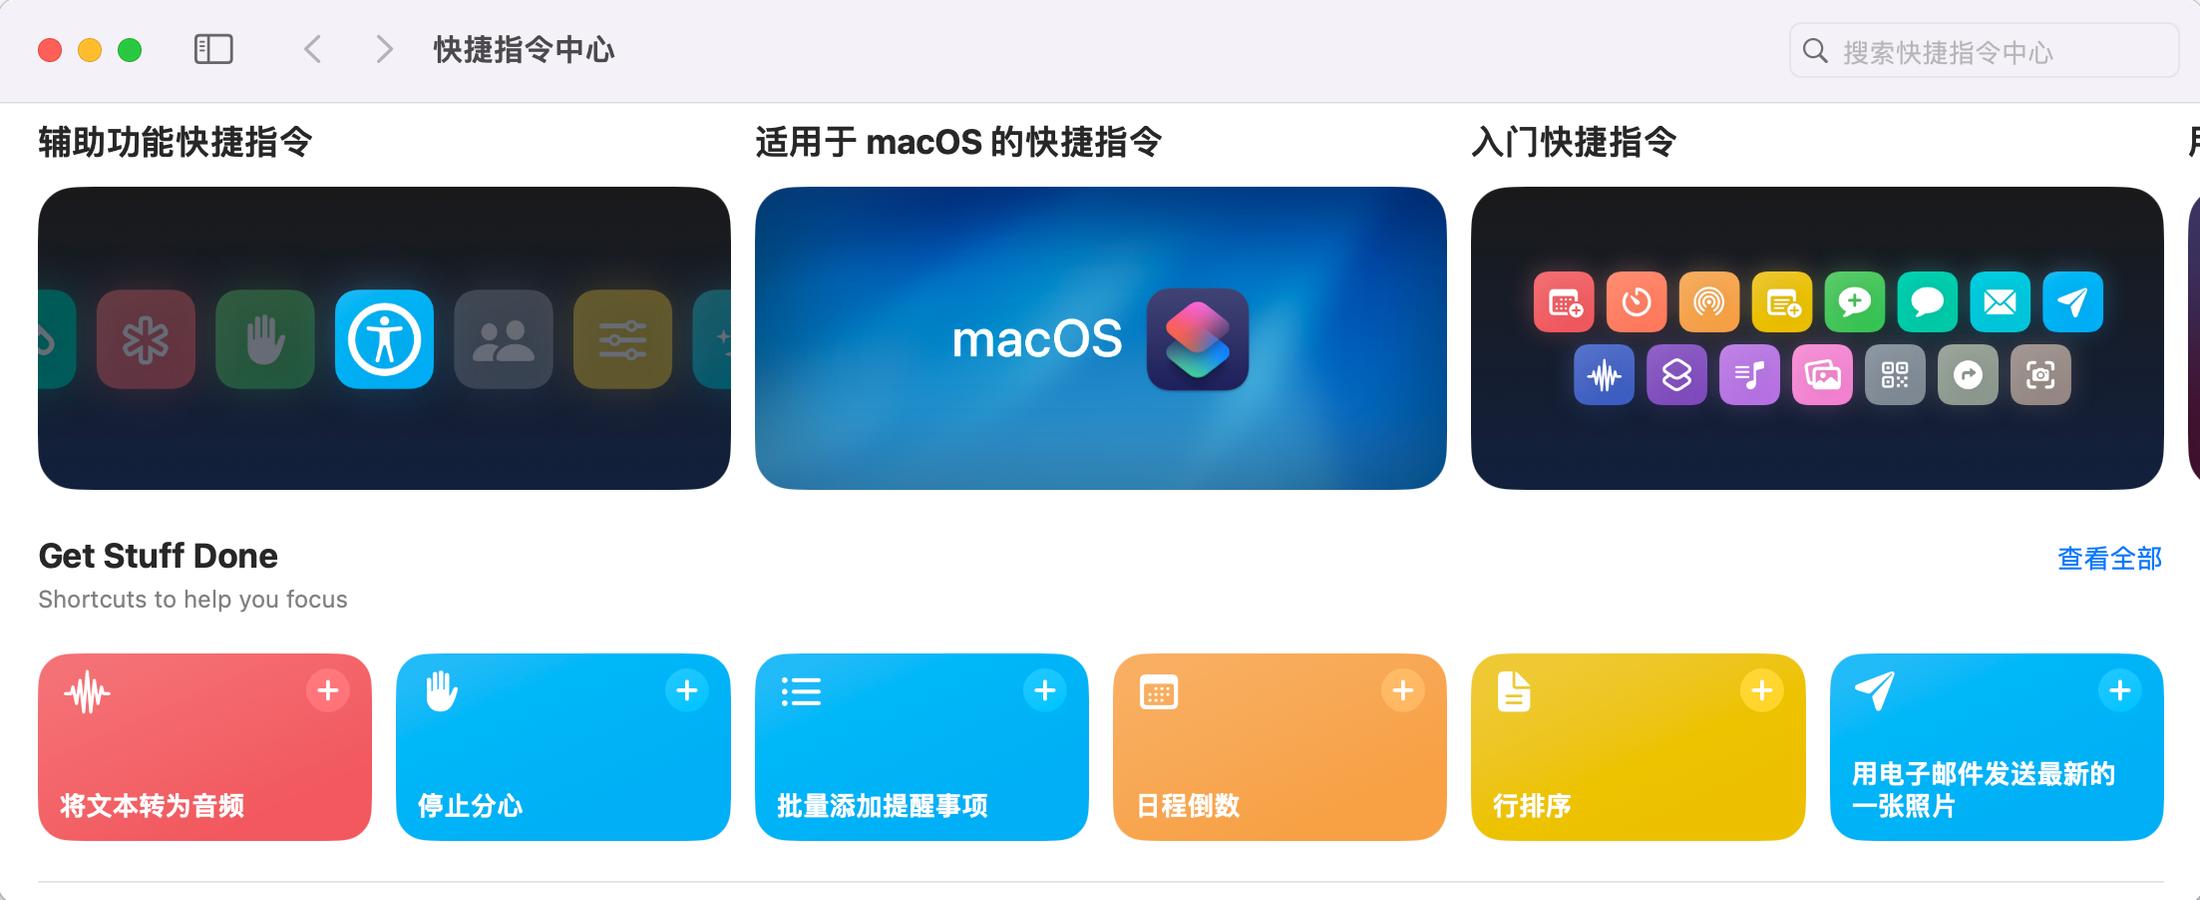 快捷指令中心
搜索快捷指令中心
辅助功能快捷指令
适用于 macOS 的快捷指令
入门快捷指令
macOS
Get Stuff Done
查看全部
Shortcuts to help you focus
将文本转为音频
停止分心
批量添加提醒事项
日程倒数
行排序
用电子邮件发送最新的
一张照片